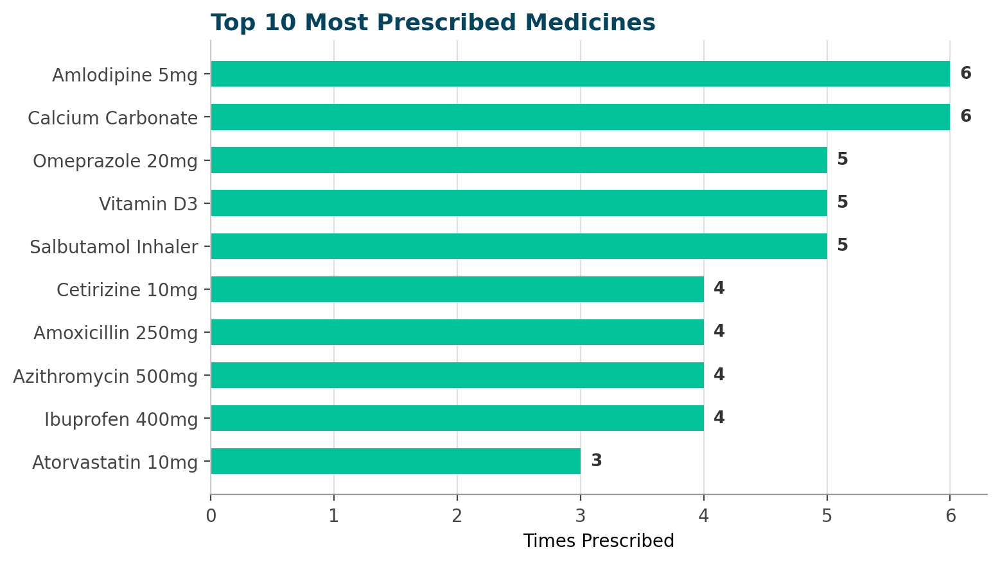 Top 10 Most Prescribed Medicines
Amlodipine 5mg 6
Calcium Carbonate 6
Omeprazole 20mg 5
Vitamin D3 5
Salbutamol Inhaler 5
Cetirizine 10mg 4
Amoxicillin 250mg 4
Azithromycin 500mg 4
Ibuprofen 400mg 4
Atorvastatin 10mg 3
0 1 2 3 4 5 6
Times Prescribed